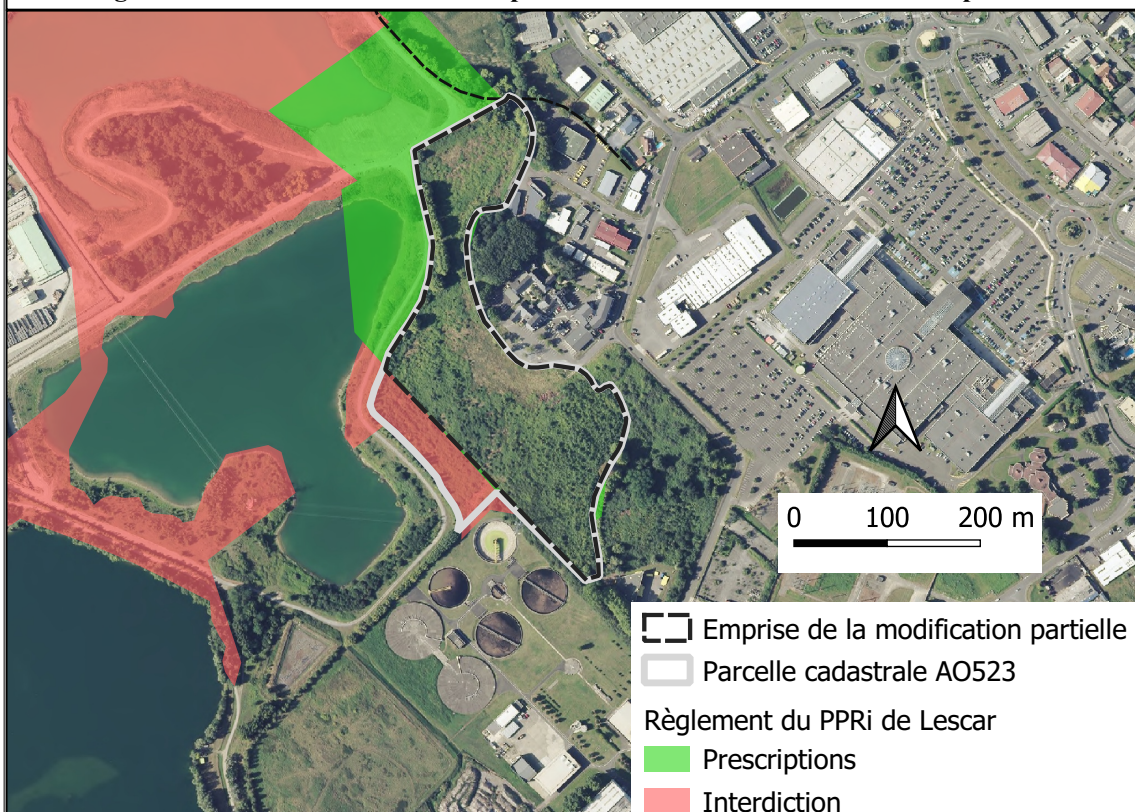 0 100 200 m
Emprise de la modification partielle
Parcelle cadastrale AO523
Règlement du PPRi de Lescar
Prescriptions
Interdiction